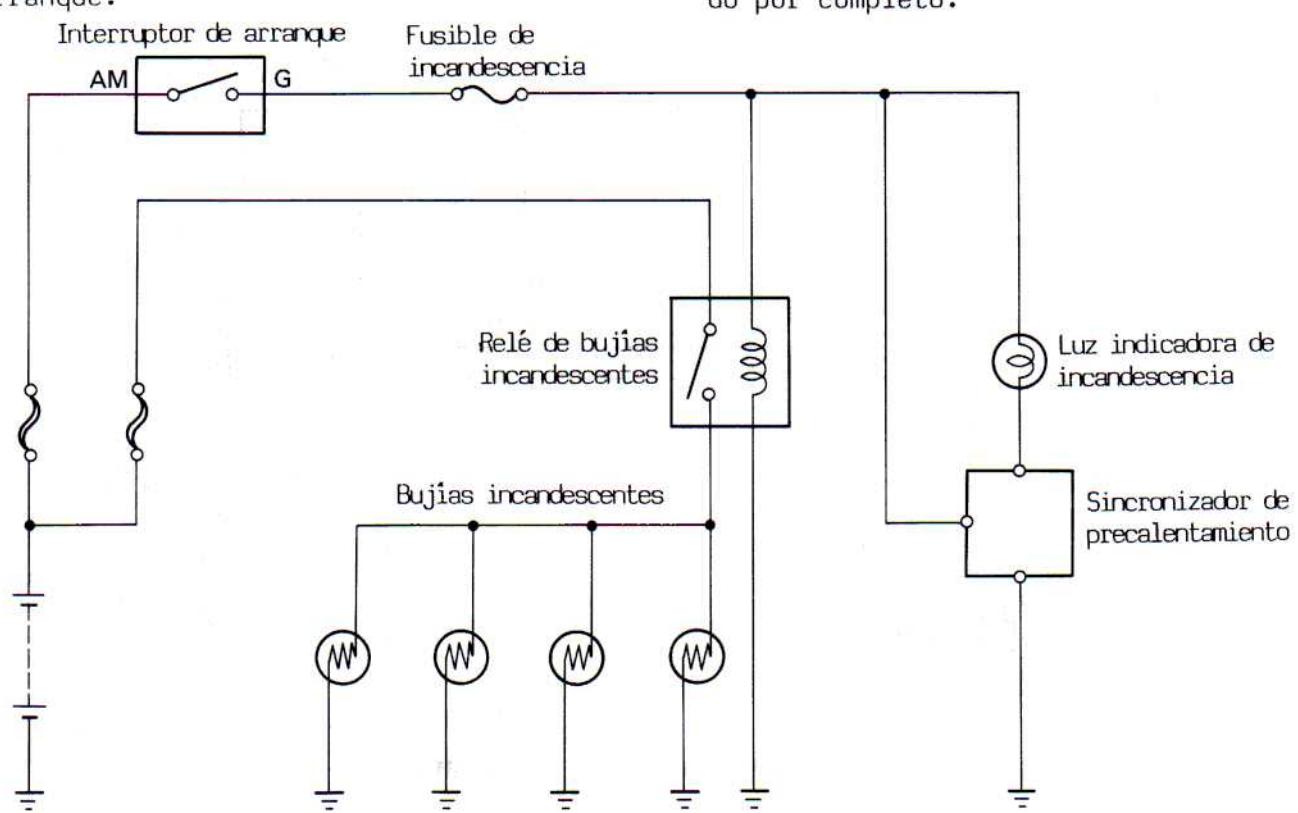 do por completo.
Interruptor de arranque
Fusible de
incandescencia
AM
G
Relé de bujías
incandescentes
Luz indicadora de
incandescencia
Bujías incandescentes
Sincronizador de
precalentamiento